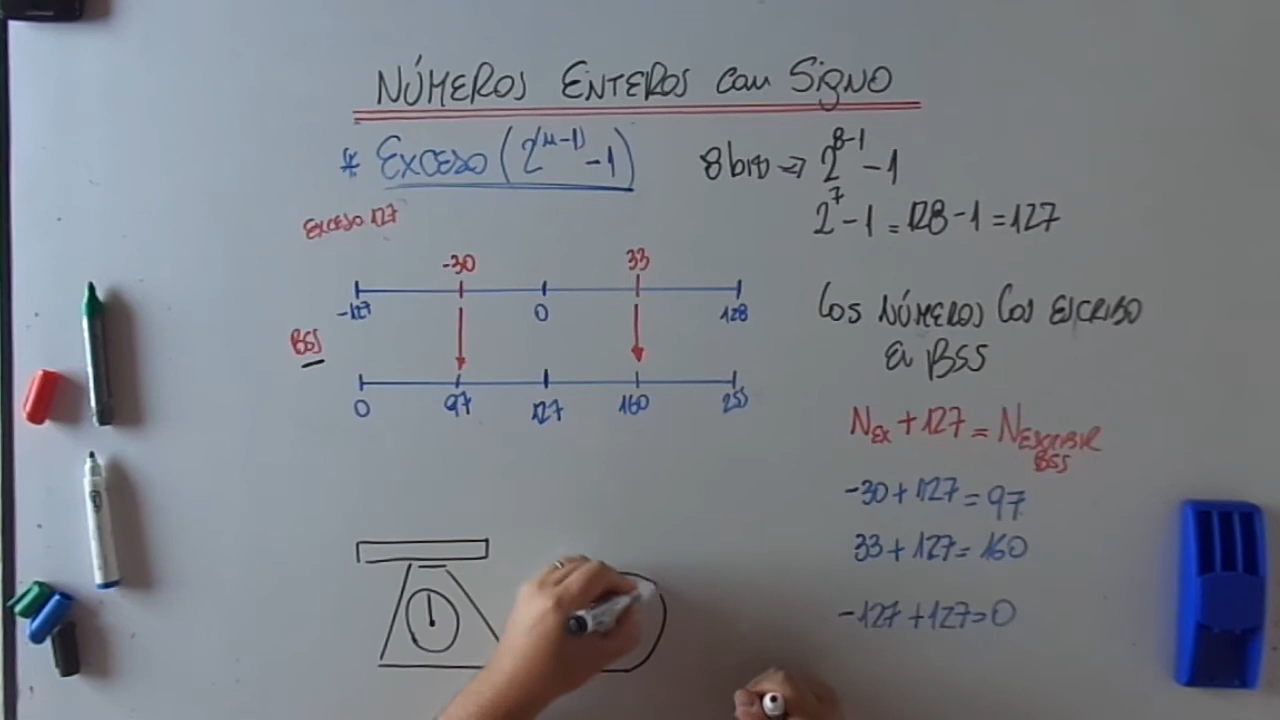 NÚMEROS ENTEROS CON SIGNO
* EXCESO (2^(n-1) - 1)
8 bits → 2^8-1 - 1
2^7 - 1 = 128 - 1 = 127
EXCESO 127
-30 33
-127 0 128
BSS
0 97 127 160 255
LOS NÚMEROS LOS ESCRIBO
EN BSS
N_EX + 127 = N_ESCRIBIR
BSS
-30 + 127 = 97
33 + 127 = 160
-127 + 127 = 0